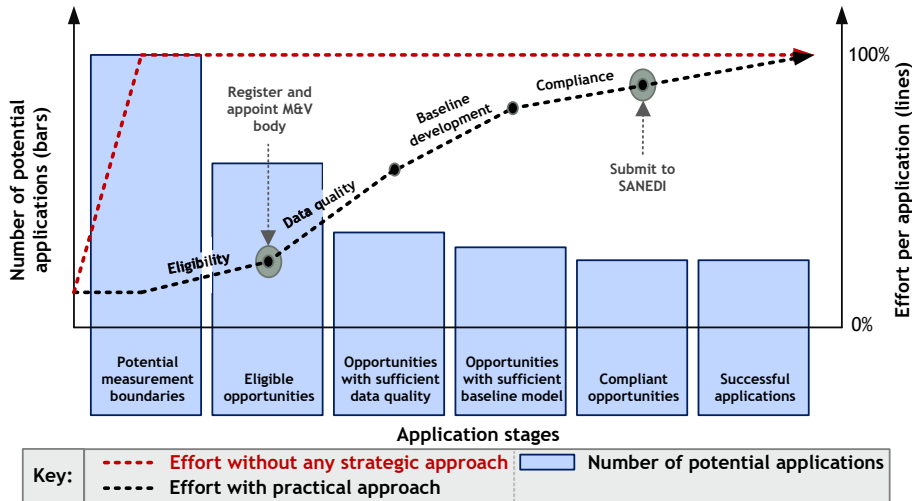 Number of potential
applications (bars)
100%
0%
Effort per application (lines)
Register and
appoint M&V
body
Eligibility
Data quality
Baseline
development
Compliance
Submit to
SANEDI
Potential
measurement
boundaries
Eligible
opportunities
Opportunities
with sufficient
data quality
Opportunities
with sufficient
baseline model
Compliant
opportunities
Successful
applications
Application stages
Key:
Effort without any strategic approach
Effort with practical approach
Number of potential applications